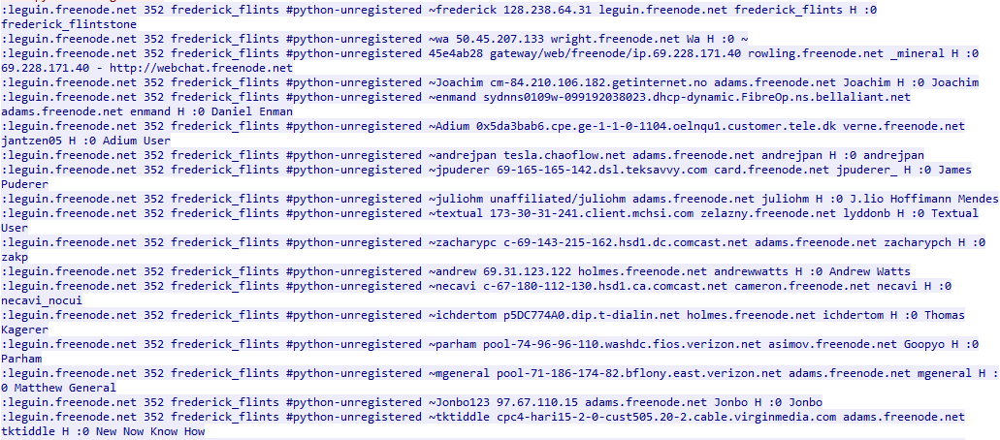 :leguin.freenode.net 352 frederick_flints #python-unregistered ~frederick 128.238.64.31 leguin.freenode.net frederick_flints H :0
frederick_flintstone
:leguin.freenode.net 352 frederick_flints #python-unregistered ~wa 50.45.207.133 wright.freenode.net Wa H :0 ~
:leguin.freenode.net 352 frederick_flints #python-unregistered 45e4ab28 gateway/web/freenode/ip.69.228.171.40 rowling.freenode.net _mineral H :0
69.228.171.40 - http://webchat.freenode.net
:leguin.freenode.net 352 frederick_flints #python-unregistered ~Joachim cm-84.210.106.182.getinternet.no adams.freenode.net Joachim H :0 Joachim
:leguin.freenode.net 352 frederick_flints #python-unregistered ~enmand sydnns0109w-099192038023.dhcp-dynamic.FibreOp.ns.bellaliant.net
adams.freenode.net enmand H :0 Daniel Enman
:leguin.freenode.net 352 frederick_flints #python-unregistered ~Adium 0x5da3bab6.cpe.ge-1-1-0-1104.oelnqu1.customer.tele.dk verne.freenode.net
jantzen05 H :0 Adium User
:leguin.freenode.net 352 frederick_flints #python-unregistered ~andrejpan tesla.chaoflow.net adams.freenode.net andrejpan H :0 andrejpan
:leguin.freenode.net 352 frederick_flints #python-unregistered ~jpuderer 69-165-165-142.dsl.teksavvy.com card.freenode.net jpuderer_ H :0 James
Puderer
:leguin.freenode.net 352 frederick_flints #python-unregistered ~juliohm unaffiliated/juliohm adams.freenode.net juliohm H :0 J.lio Hoffimann Mendes
:leguin.freenode.net 352 frederick_flints #python-unregistered ~textual 173-30-31-241.client.mchsi.com zelazny.freenode.net lyddonb H :0 Textual
User
:leguin.freenode.net 352 frederick_flints #python-unregistered ~zacharypc c-69-143-215-162.hsd1.dc.comcast.net adams.freenode.net zacharypch H :0
zakp
:leguin.freenode.net 352 frederick_flints #python-unregistered ~andrew 69.31.123.122 holmes.freenode.net andrewwatts H :0 Andrew Watts
:leguin.freenode.net 352 frederick_flints #python-unregistered ~necavi c-67-180-112-130.hsd1.ca.comcast.net cameron.freenode.net necavi H :0
necavi_nocui
:leguin.freenode.net 352 frederick_flints #python-unregistered ~ichdertom p5DC774A0.dip.t-dialin.net holmes.freenode.net ichdertom H :0 Thomas
Kagerer
:leguin.freenode.net 352 frederick_flints #python-unregistered ~parham pool-74-96-96-110.washdc.fios.verizon.net asimov.freenode.net Goopyo H :0
Parham
:leguin.freenode.net 352 frederick_flints #python-unregistered ~mgeneral pool-71-186-174-82.bflony.east.verizon.net adams.freenode.net mgeneral H :
0 Matthew General
:leguin.freenode.net 352 frederick_flints #python-unregistered ~Jonbo123 97.67.110.15 adams.freenode.net Jonbo H :0 Jonbo
:leguin.freenode.net 352 frederick_flints #python-unregistered ~tktiddle cpc4-hari15-2-0-cust505.20-2.cable.virginmedia.com adams.freenode.net
tktiddle H :0 New Now Know How